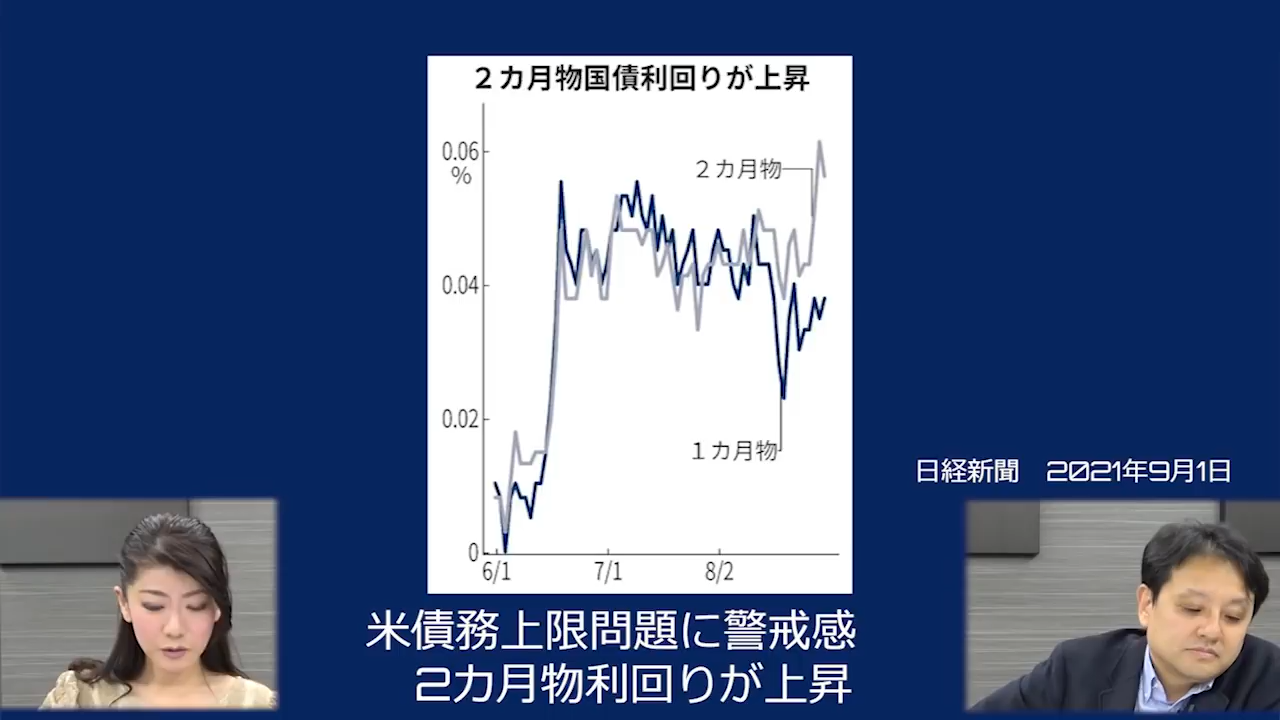 2カ月物国債利回りが上昇
0.06
%
2カ月物
0.04
0.02
1カ月物
0
6/1
7/1
8/2
日経新聞 2021年9月1日
米債務上限問題に警戒感
2カ月物利回りが上昇